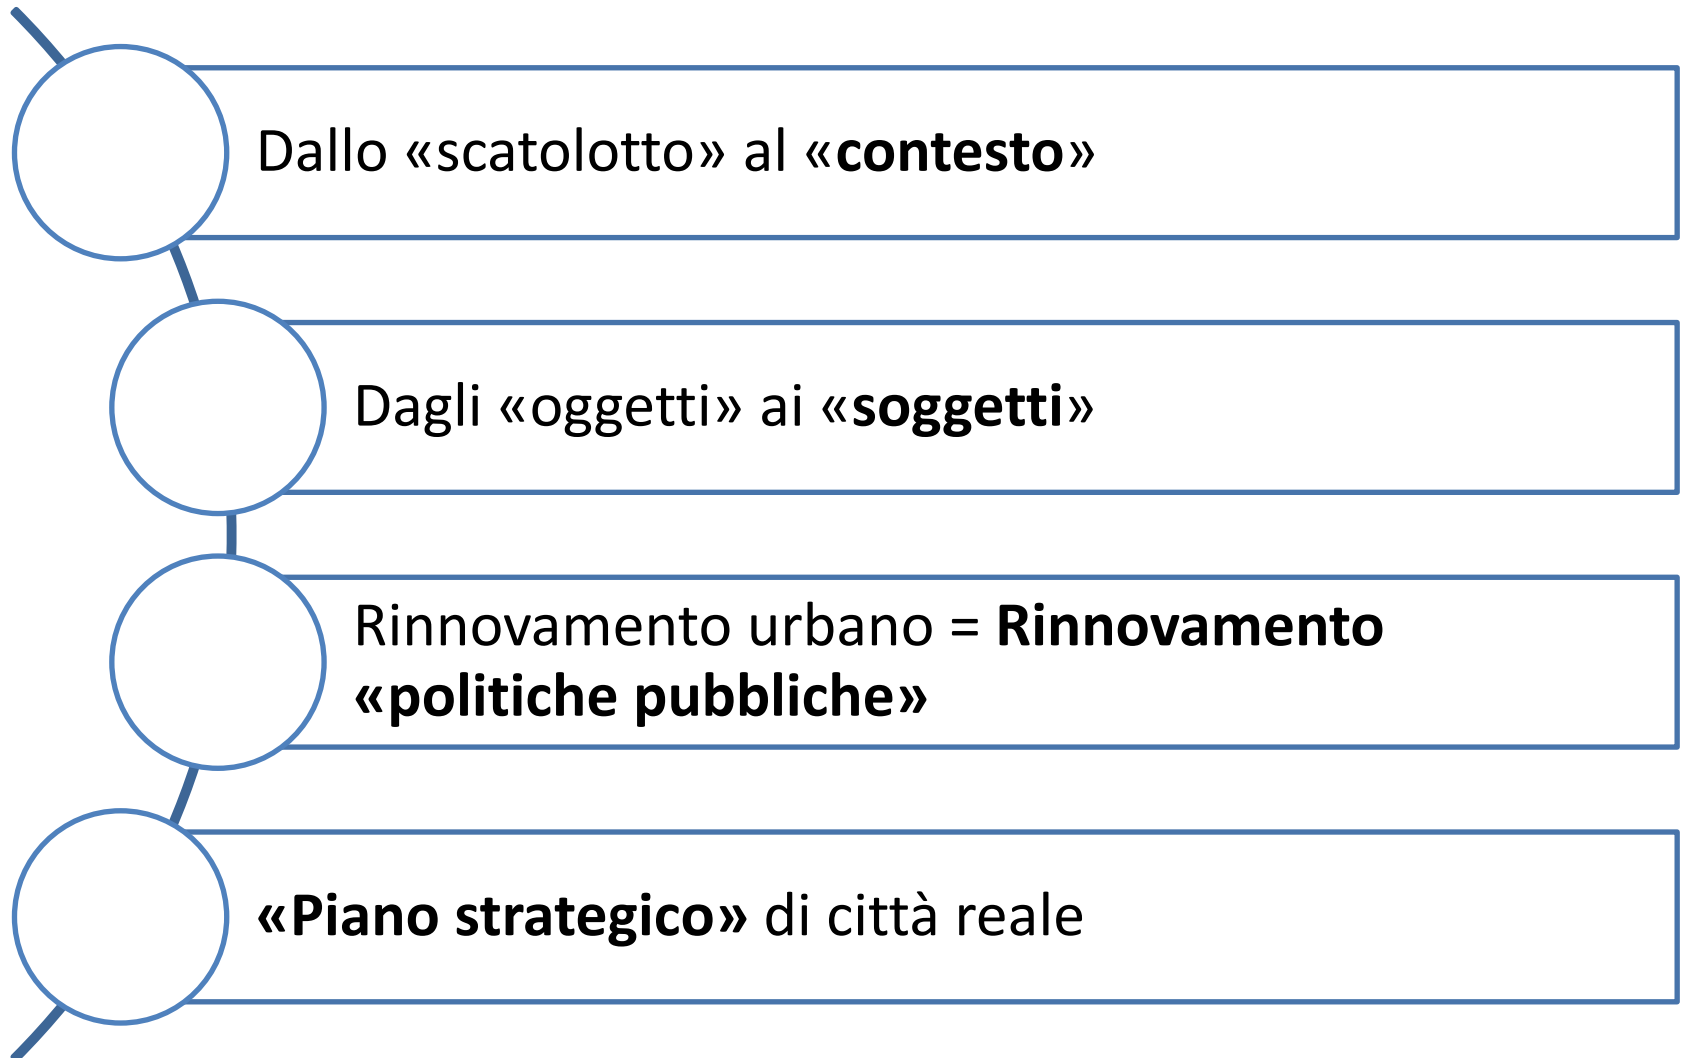 Dallo «scatolotto» al «contesto»
Dagli «oggetti» ai «soggetti»
Rinnovamento urbano = Rinnovamento
«politiche pubbliche»
«Piano strategico» di città reale